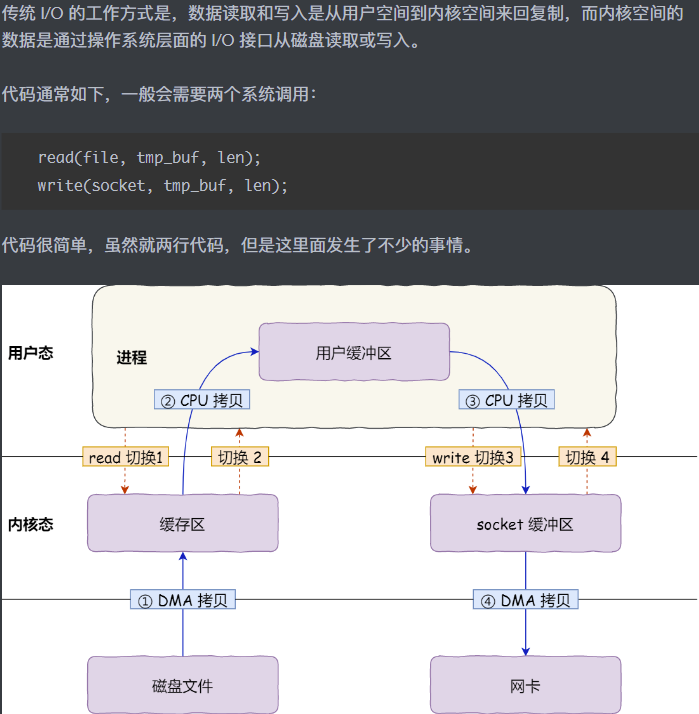 传统 I/O 的工作方式是，数据读取和写入是从用户空间到内核空间来回复制，而内核空间的
数据是通过操作系统层面的 I/O 接口从磁盘读取或写入。
代码通常如下，一般会需要两个系统调用：
read(file, tmp_buf, len);
write(socket, tmp_buf, len);
代码很简单，虽然就两行代码，但是这里面发生了不少的事情。
用户态
进程
用户缓冲区
② CPU 拷贝
③ CPU 拷贝
read 切换1
切换 2
write 切换3
切换 4
内核态
缓存区
socket 缓冲区
① DMA 拷贝
④ DMA 拷贝
磁盘文件
网卡